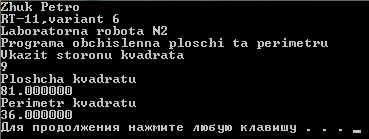 Zhuk Petro
RT-11,variant 6
Laboratorna robota N2
Programa obchislenna ploschi ta perimetru
Vkazit storonu kvadrata
9
Ploshcha kvadratu
81.000000
Perimetr kvadratu
36.000000
Для продолжения нажмите любую клавишу . . . _